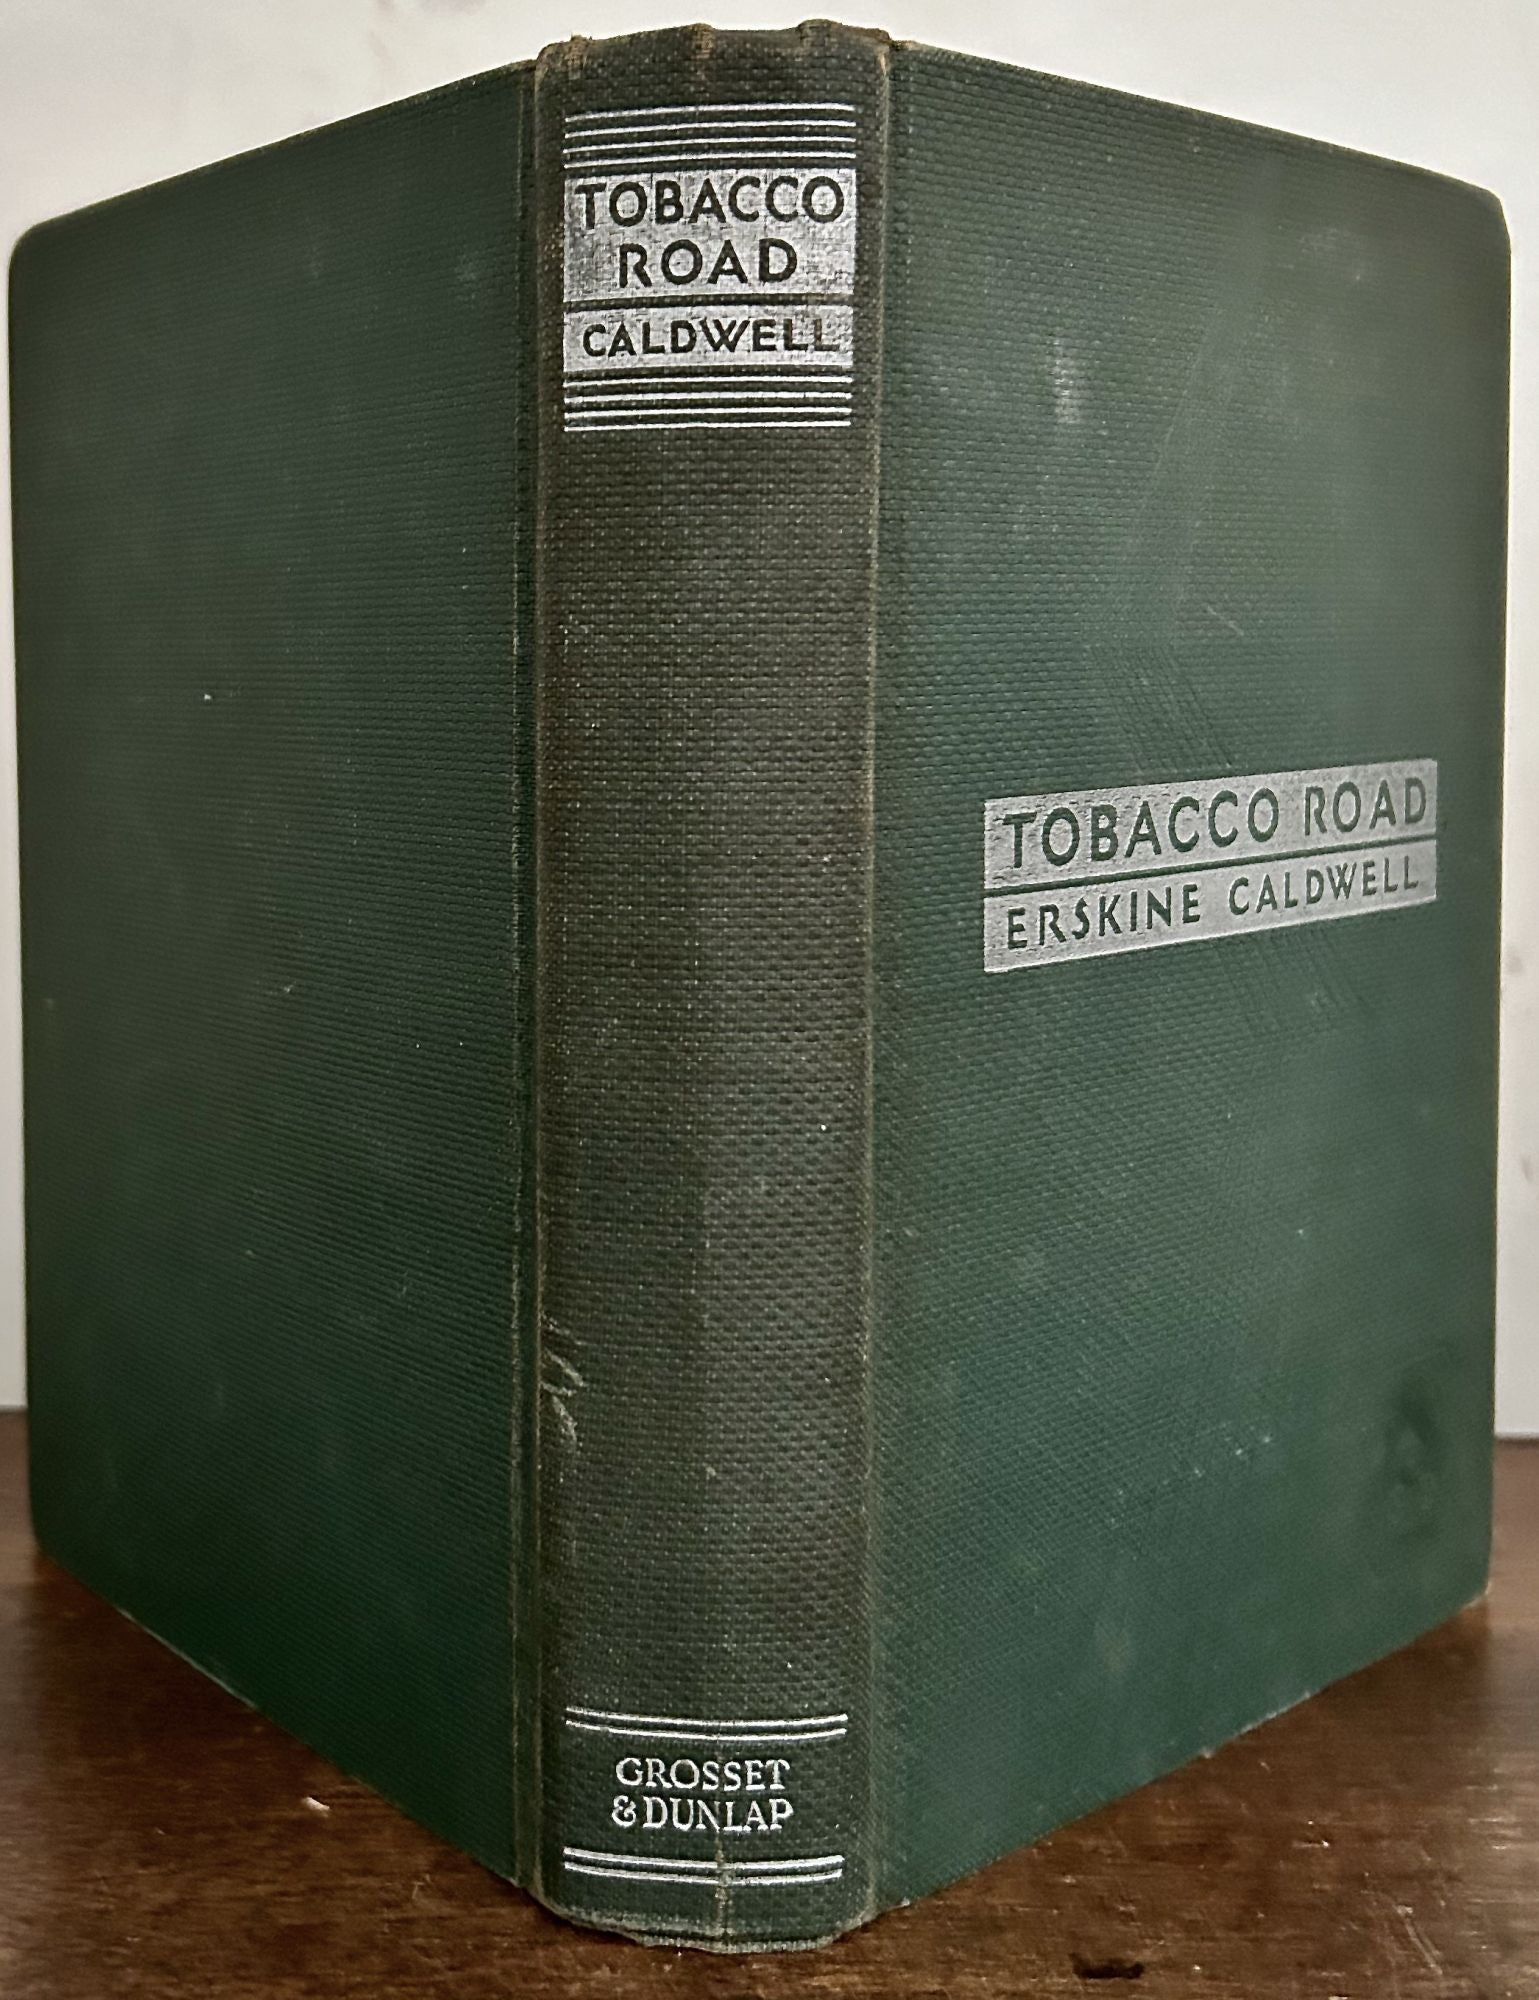 TOBACCO
ROAD
CALDWELL
GROSSET
& DUNLAP
TOBACCO ROAD
ERSKINE CALDWELL